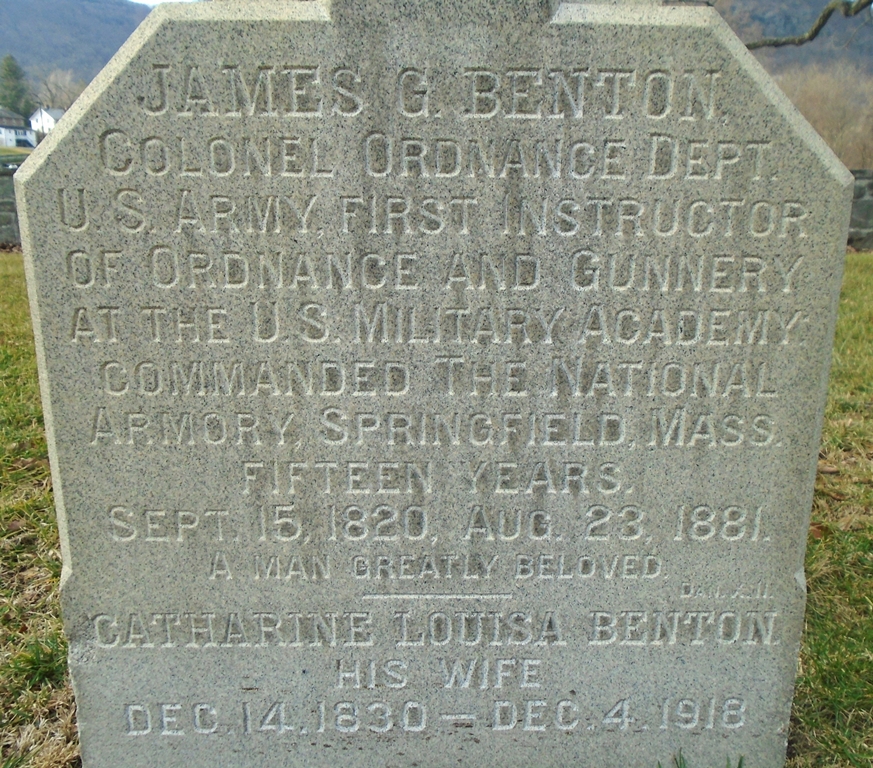 JAMES G. BENTON,
COLONEL ORDNANCE DEPT.
U.S. ARMY, FIRST INSTRUCTOR
OF ORDNANCE AND GUNNERY
AT THE U.S. MILITARY ACADEMY.
COMMANDED THE NATIONAL
ARMORY, SPRINGFIELD, MASS.
FIFTEEN YEARS.
SEPT. 15, 1820, AUG. 23, 1881.
A MAN GREATLY BELOVED.
DAN. X. 11.
CATHARINE LOUISA BENTON
HIS WIFE
DEC. 14. 1830 — DEC. 4. 1918